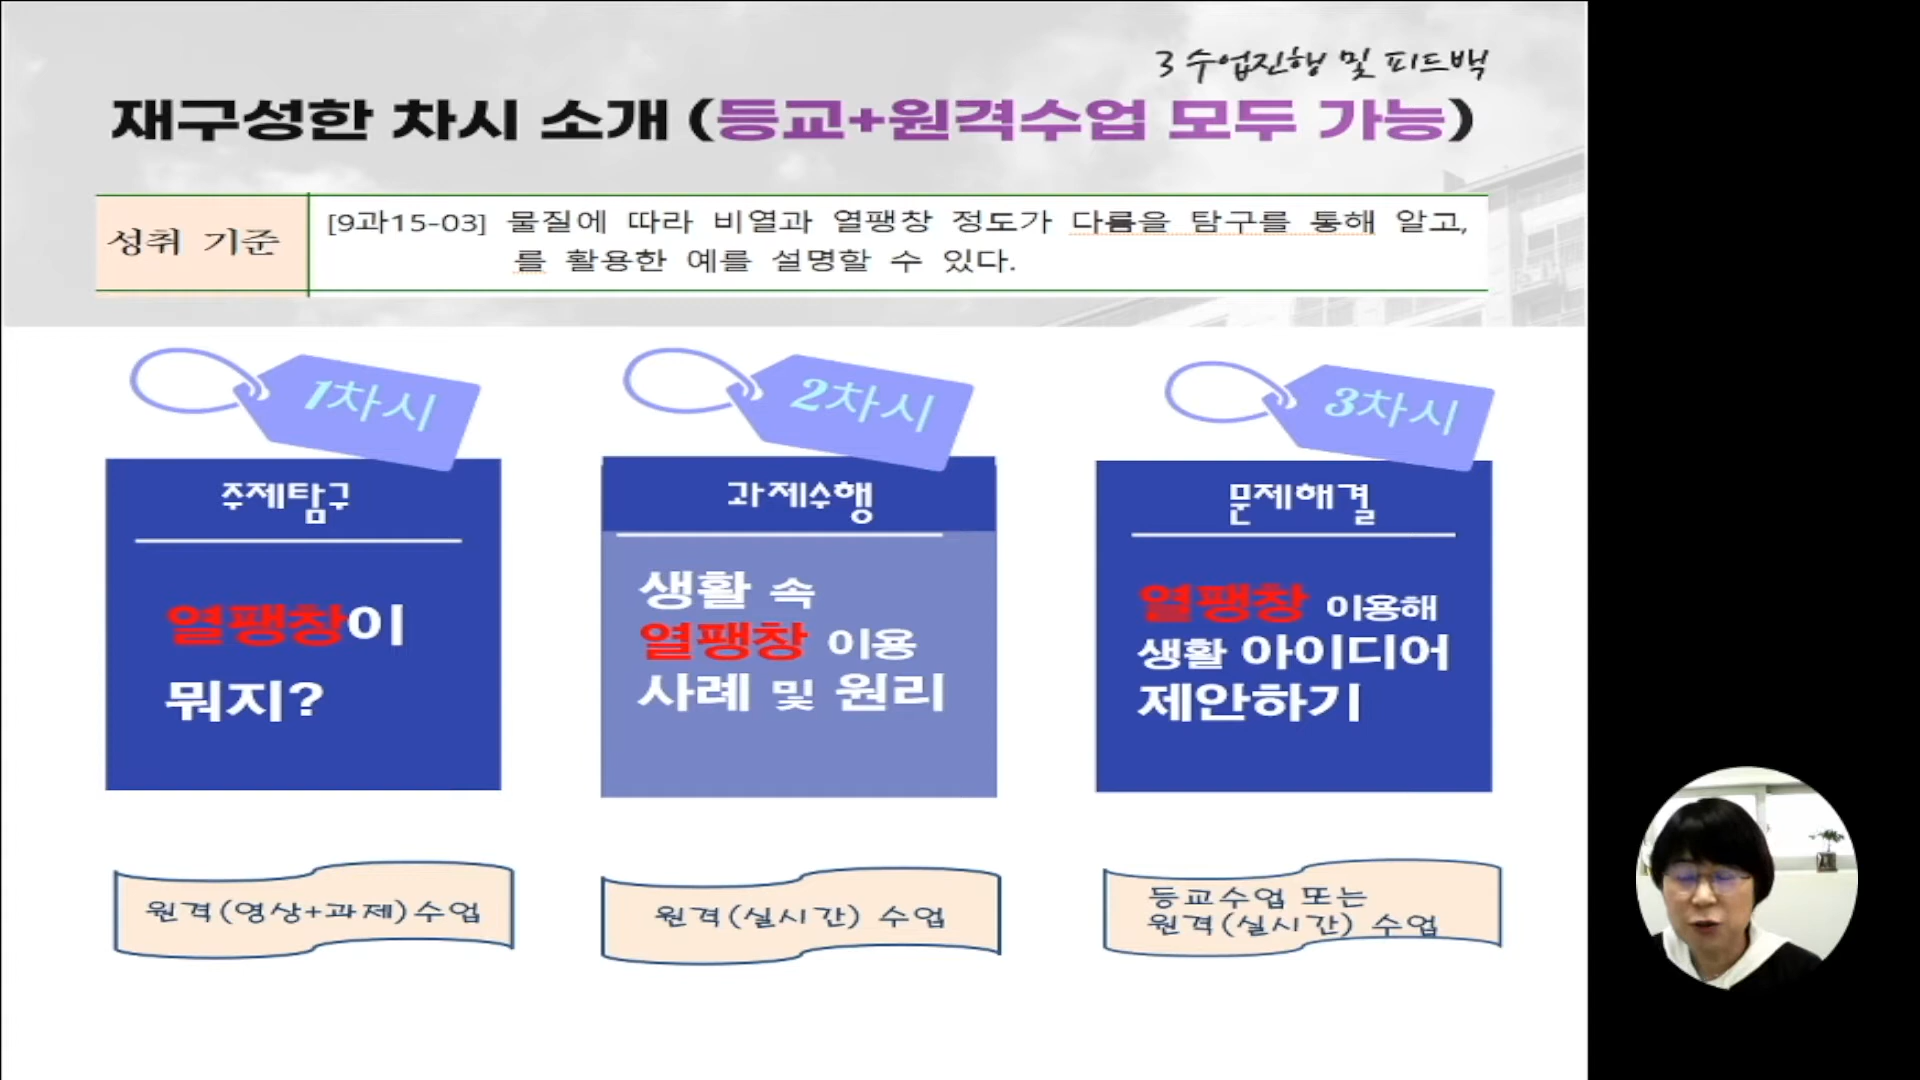 3 수업진행 및 피드백
재구성한 차시 소개 (등교+원격수업 모두 가능)
성취 기준
[9과15-03] 물질에 따라 비열과 열팽창 정도가 다름을 탐구를 통해 알고,
를 활용한 예를 설명할 수 있다.
1차시
주제탐구
열팽창이
뭐지?
원격(영상+과제)수업
2차시
과제수행
생활 속
열팽창 이용
사례 및 원리
원격(실시간) 수업
3차시
문제해결
열팽창 이용해
생활 아이디어
제안하기
등교수업 또는
원격(실시간) 수업